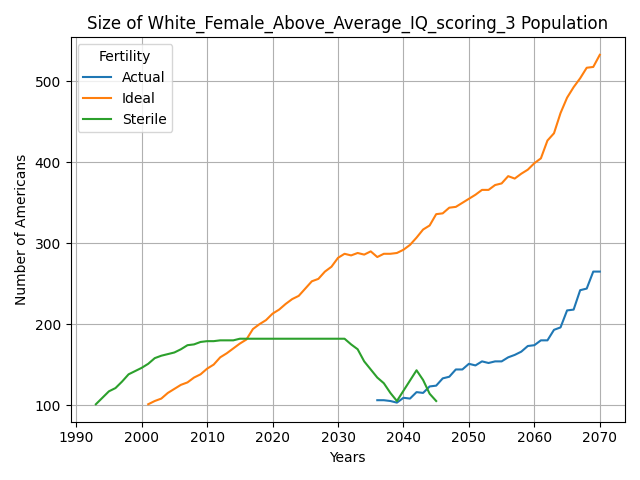 Size of White_Female_Above_Average_IQ_scoring_3 Population
Fertility
Actual
Ideal
Sterile
Number of Americans
500
400
300
200
100
1990 2000 2010 2020 2030 2040 2050 2060 2070
Years